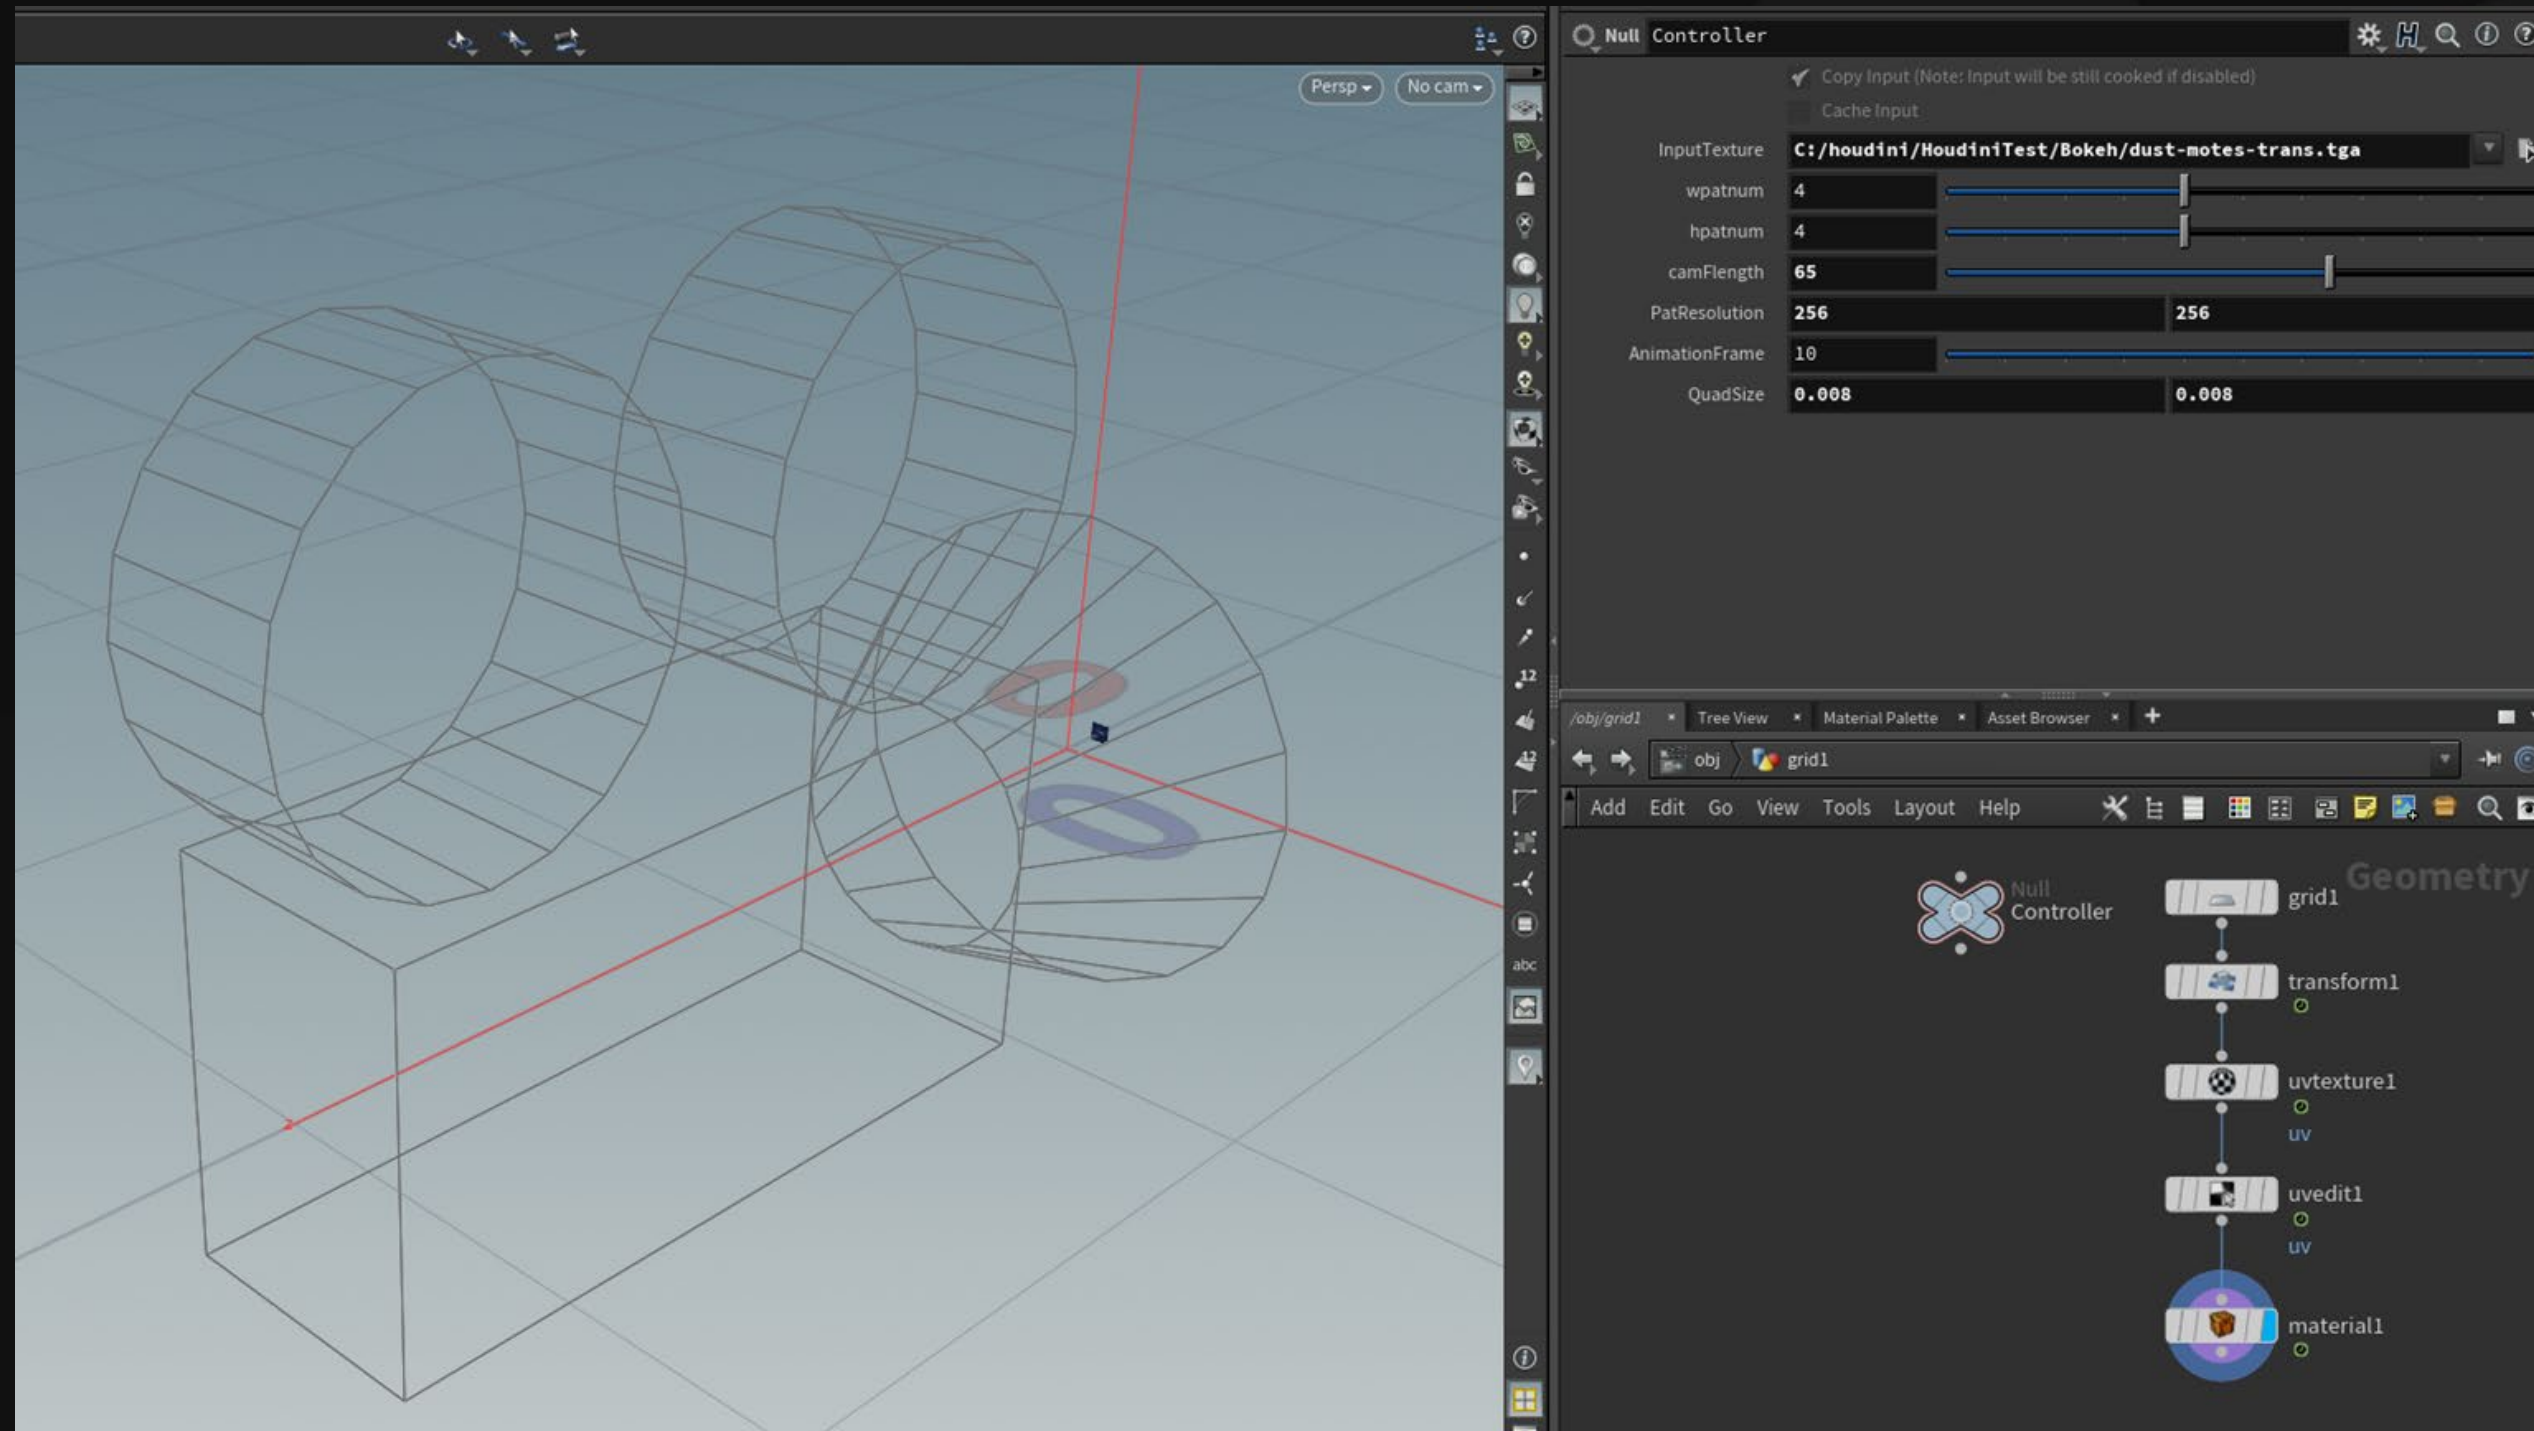 Null Controller
Persp No cam
Copy Input (Note: Input will be still cooked if disabled)
Cache Input
InputTexture C:/houdini/HoudiniTest/Bokeh/dust-motes-trans.tga
wpatnum 4
hpatnum 4
camFlength 65
PatResolution 256 256
AnimationFrame 10
QuadSize 0.008 0.008
12
/obj/grid1 Tree View Material Palette Asset Browser
12
obj grid1
Add Edit Go View Tools Layout Help
Geometry
Null
Controller
grid1
abc
transform1
uvtexture1
uv
uvedit1
uv
material1